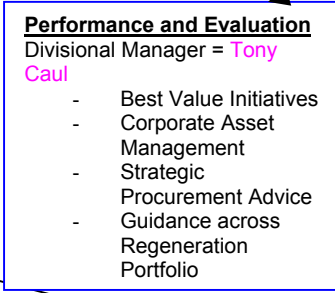 Performance and Evaluation
Divisional Manager = Tony
Caul
- Best Value Initiatives
- Corporate Asset
Management
- Strategic
Procurement Advice
- Guidance across
Regeneration
Portfolio